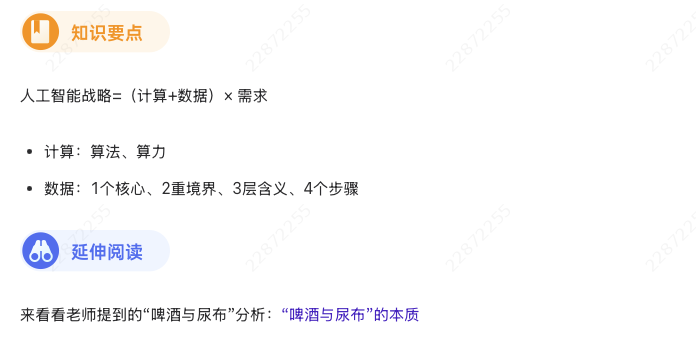 知识要点
人工智能战略=（计算+数据）× 需求
• 计算：算法、算力
• 数据：1个核心、2重境界、3层含义、4个步骤
延伸阅读
来看看老师提到的“啤酒与尿布”分析：“啤酒与尿布”的本质
22872255
22872255
22872255
22872255
22872255
22872255
22872255
22872255